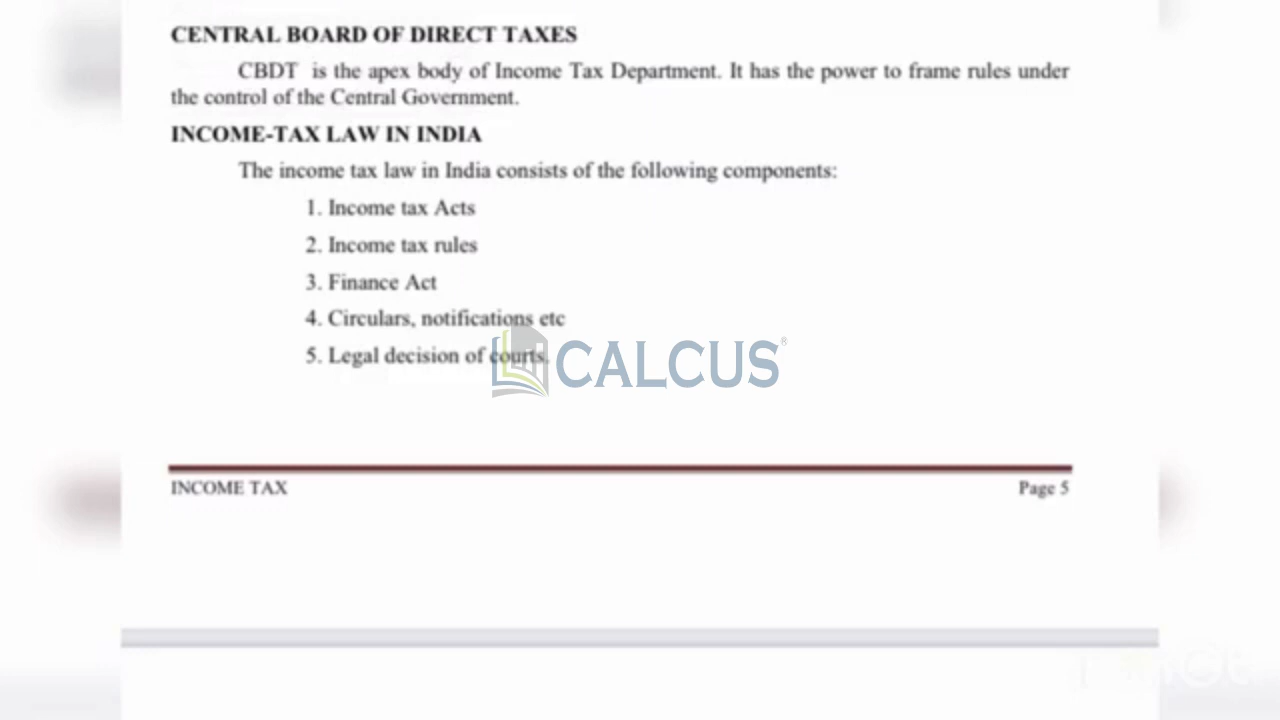 CENTRAL BOARD OF DIRECT TAXES
CBDT is the apex body of Income Tax Department. It has the power to frame rules under
the control of the Central Government.
INCOME-TAX LAW IN INDIA
The income tax law in India consists of the following components:
1. Income tax Acts
2. Income tax rules
3. Finance Act
4. Circulars, notifications etc
5. Legal decision of courts.
CALCUS®
INCOME TAX Page 5